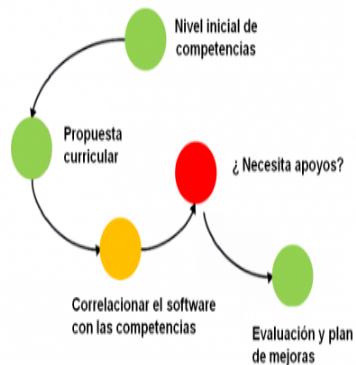 Nivel inicial de
competencias
Propuesta
curricular
¿ Necesita apoyos?
Correlacionar el software
con las competencias
Evaluación y plan
de mejoras